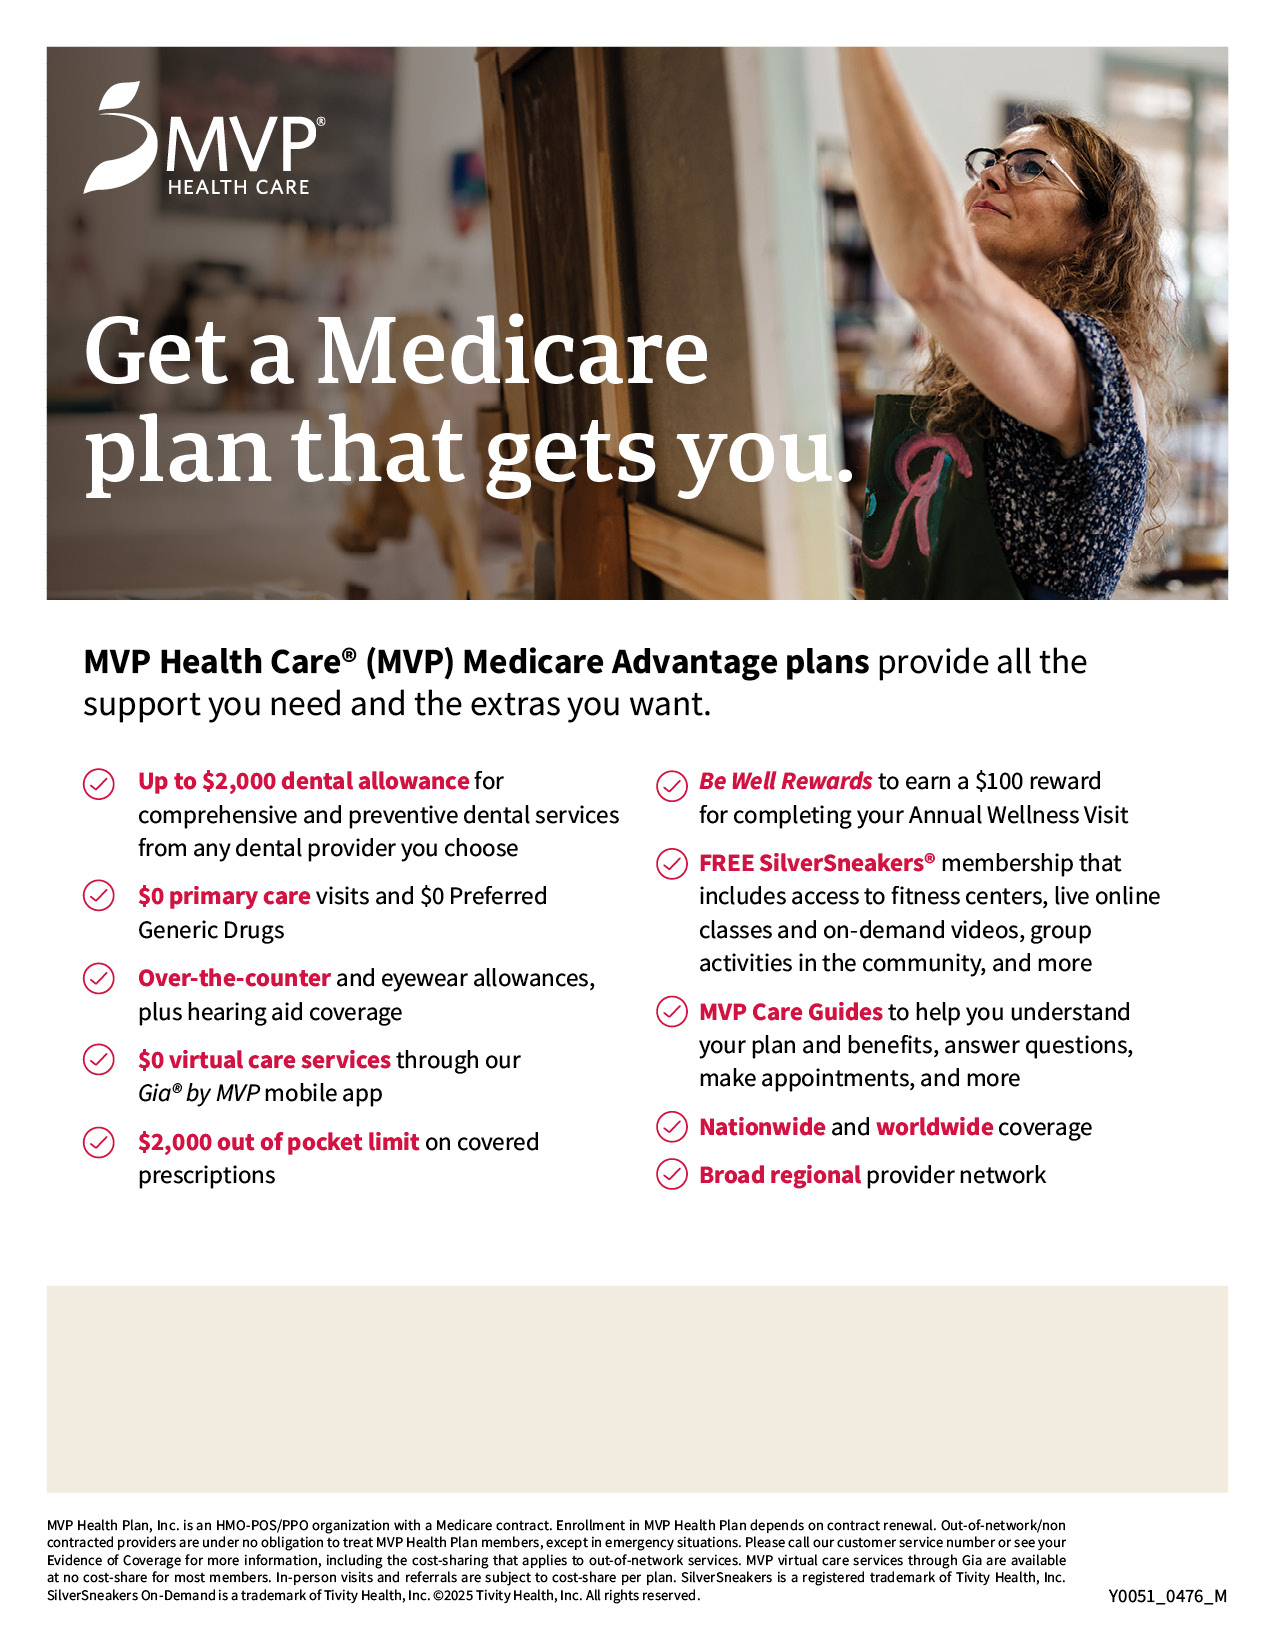 MVP®
HEALTH CARE
Get a Medicare
plan that gets you.
MVP Health Care® (MVP) Medicare Advantage plans provide all the
support you need and the extras you want.
Up to $2,000 dental allowance for
comprehensive and preventive dental services
from any dental provider you choose
$0 primary care visits and $0 Preferred
Generic Drugs
Over-the-counter and eyewear allowances,
plus hearing aid coverage
$0 virtual care services through our
Gia® by MVP mobile app
$2,000 out of pocket limit on covered
prescriptions
Be Well Rewards to earn a $100 reward
for completing your Annual Wellness Visit
FREE SilverSneakers® membership that
includes access to fitness centers, live online
classes and on-demand videos, group
activities in the community, and more
MVP Care Guides to help you understand
your plan and benefits, answer questions,
make appointments, and more
Nationwide and worldwide coverage
Broad regional provider network
MVP Health Plan, Inc. is an HMO-POS/PPO organization with a Medicare contract. Enrollment in MVP Health Plan depends on contract renewal. Out-of-network/non
contracted providers are under no obligation to treat MVP Health Plan members, except in emergency situations. Please call our customer service number or see your
Evidence of Coverage for more information, including the cost-sharing that applies to out-of-network services. MVP virtual care services through Gia are available
at no cost-share for most members. In-person visits and referrals are subject to cost-share per plan. SilverSneakers is a registered trademark of Tivity Health, Inc.
SilverSneakers On-Demand is a trademark of Tivity Health, Inc. ©2025 Tivity Health, Inc. All rights reserved.
Y0051_0476_M